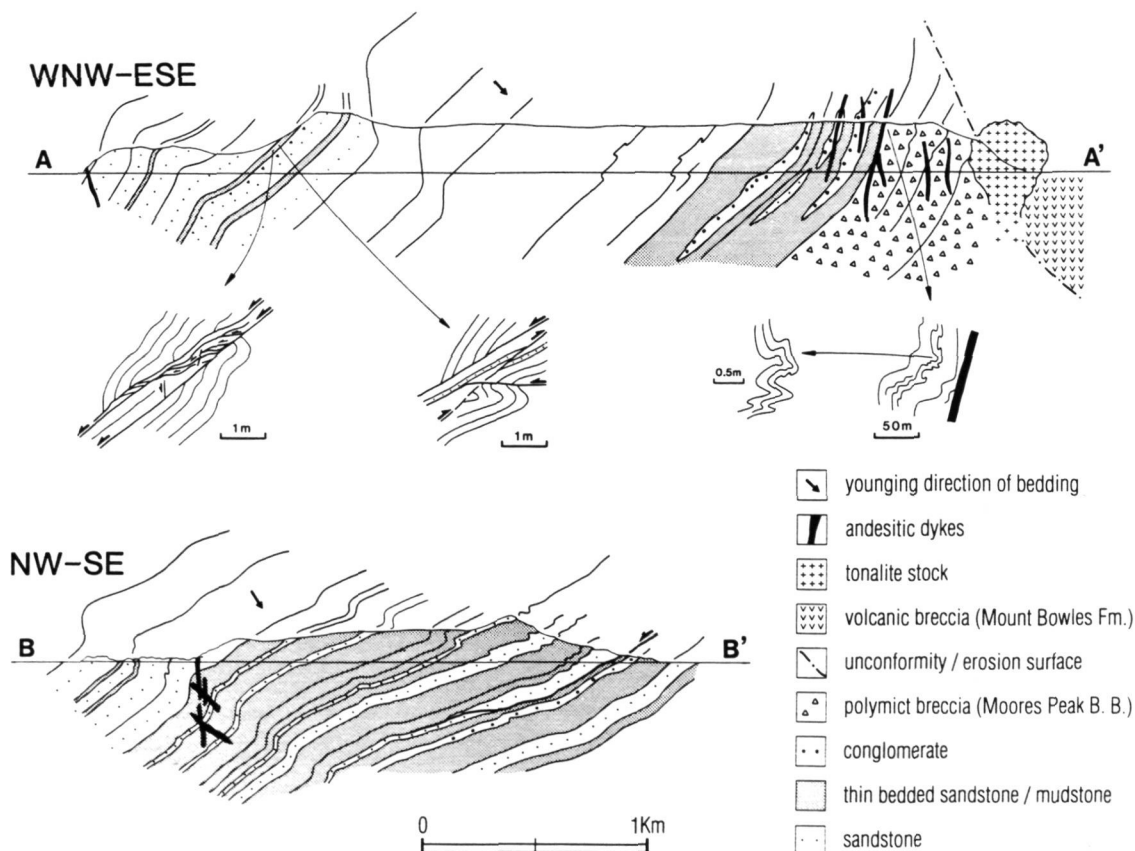 WNW–ESE
A
A'
1m
1m
0.5m
50m
NW–SE
B
B'
0
1Km
younging direction of bedding
andesitic dykes
tonalite stock
volcanic breccia (Mount Bowles Fm.)
unconformity / erosion surface
polymict breccia (Moores Peak B. B.)
conglomerate
thin bedded sandstone / mudstone
sandstone